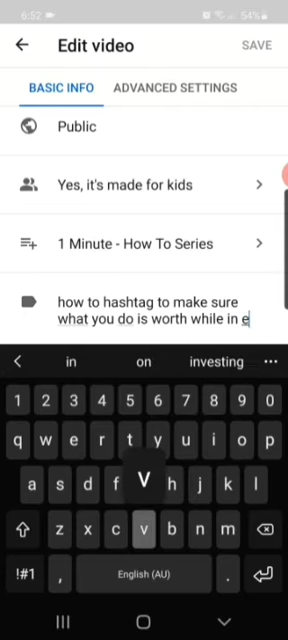 6:52
54%
Edit video
SAVE
BASIC INFO
ADVANCED SETTINGS
Public
Yes, it's made for kids
1 Minute - How To Series
how to hashtag to make sure
what you do is worth while in e
in
on
investing
1 2 3 4 5 6 7 8 9 0
q w e r t y u i o p
a s d f v h j k l
z x c v b n m
!#1 , English (AU) .